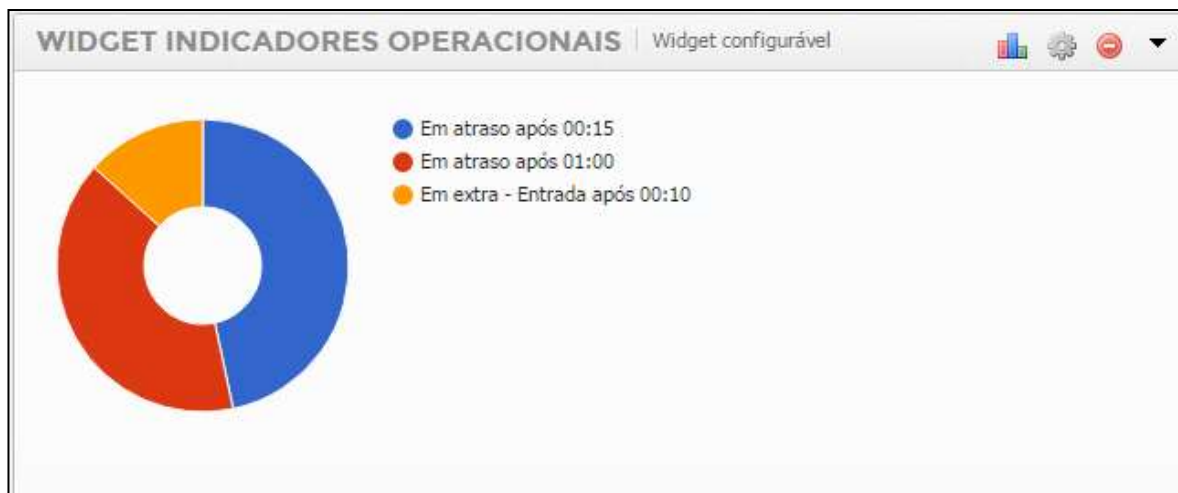 WIDGET INDICADORES OPERACIONAIS Widget configurável
Em atraso após 00:15
Em atraso após 01:00
Em extra - Entrada após 00:10